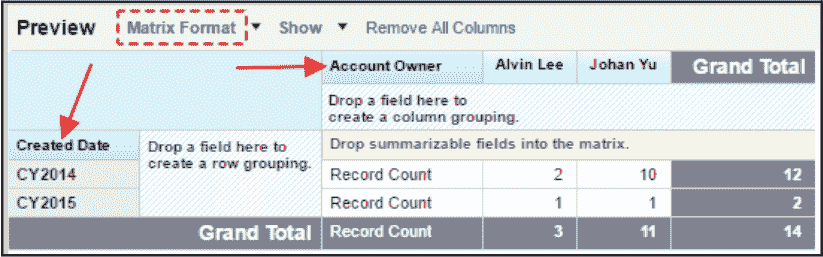 Preview Matrix Format Show Remove All Columns
Account Owner Alvin Lee Johan Yu Grand Total
Drop a field here to
create a column grouping.
Created Date Drop a field here to
create a row grouping. Drop summarizable fields into the matrix.
CY2014 Record Count 2 10 12
CY2015 Record Count 1 1 2
Grand Total Record Count 3 11 14